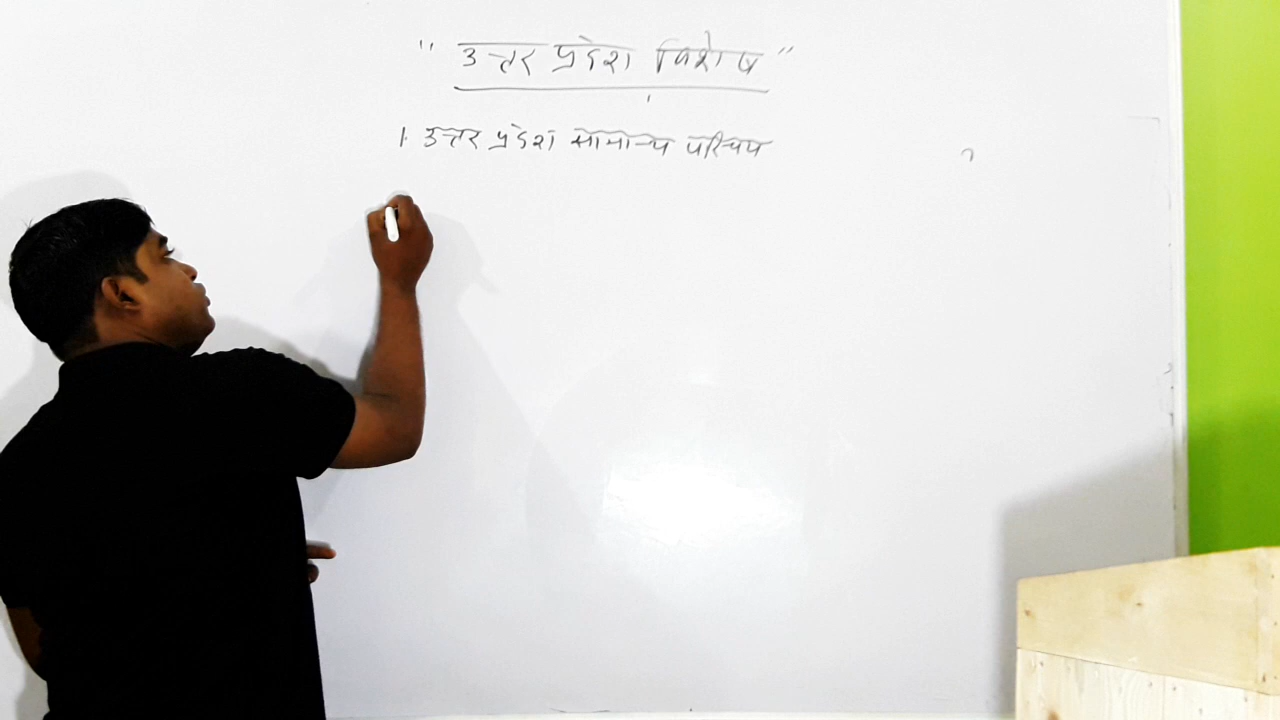 " उत्तर प्रदेश विशेष "
1. उत्तर प्रदेश सामान्य परिचय